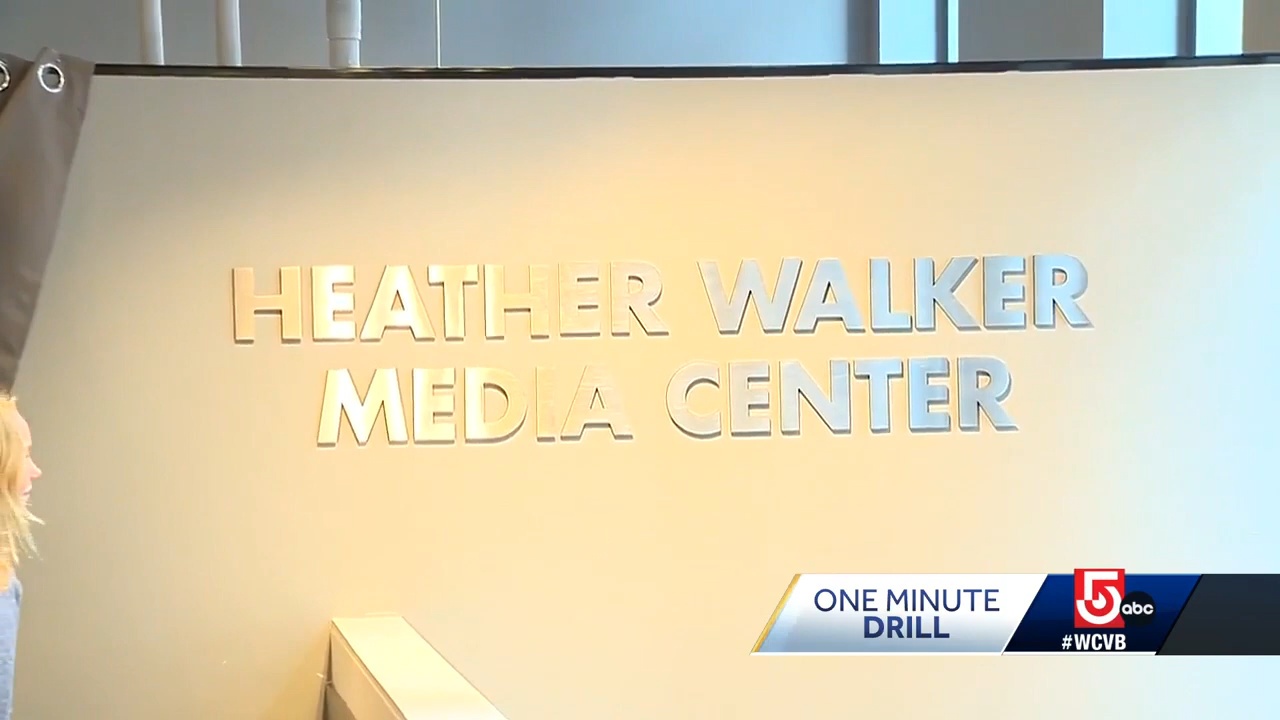 HEATHER WALKER
MEDIA CENTER
ONE MINUTE
DRILL
5
abc
#WCVB